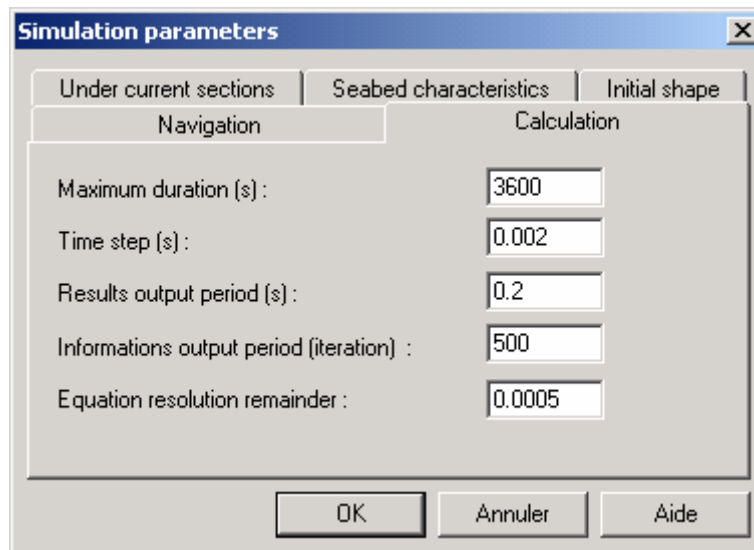 Simulation parameters
Under current sections Seabed characteristics Initial shape
Navigation Calculation
Maximum duration (s) : 3600
Time step (s) : 0.002
Results output period (s) : 0.2
Informations output period (iteration) : 500
Equation resolution remainder : 0.0005
OK Annuler Aide